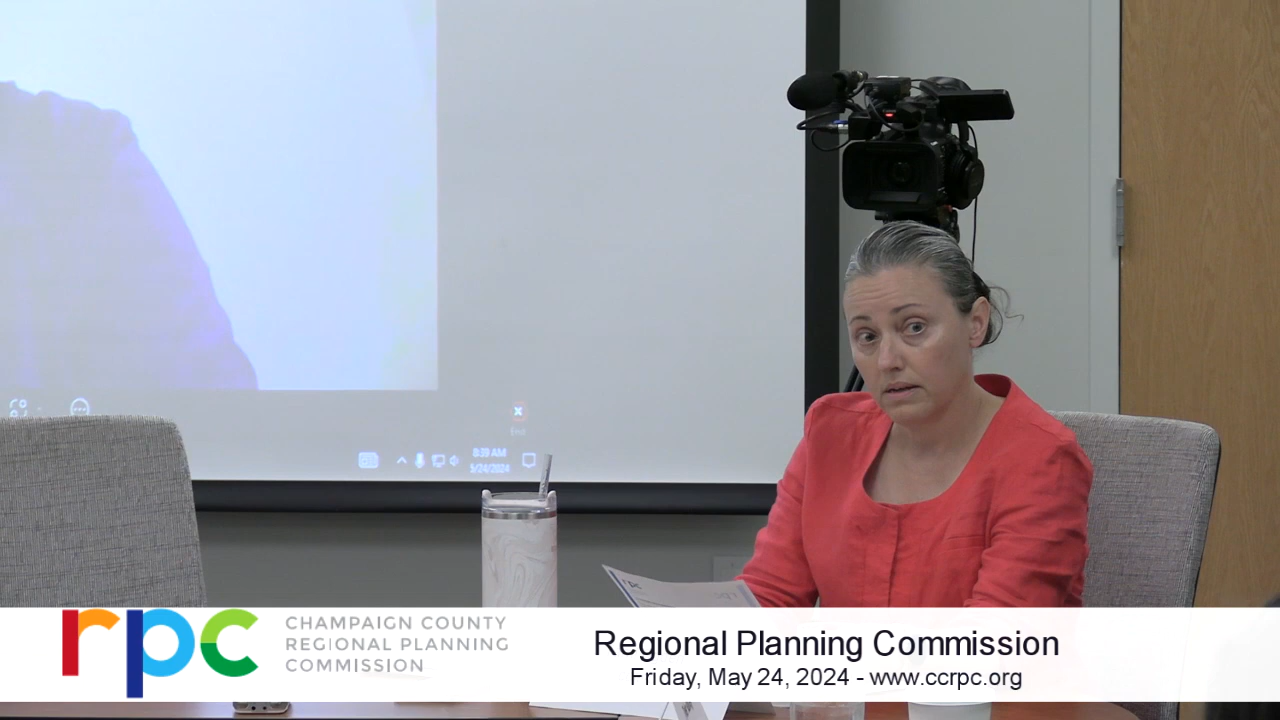 End
8:39 AM
5/24/2024
rpc
CHAMPAIGN COUNTY
REGIONAL PLANNING
COMMISSION
Regional Planning Commission
Friday, May 24, 2024 - www.ccrpc.org